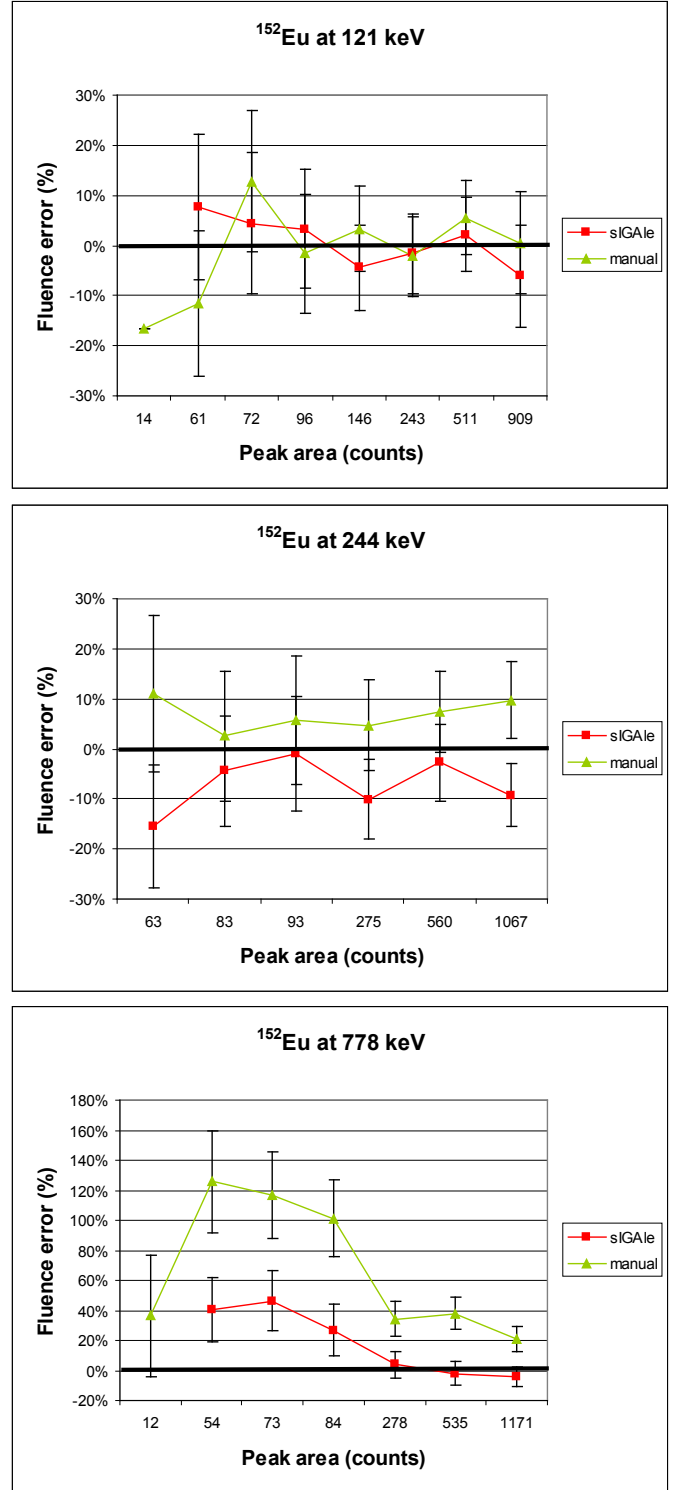 152Eu at 121 keV
30%
20%
10%
0%
-10%
-20%
-30%
Fluence error (%)
14 61 72 96 146 243 511 909
Peak area (counts)
sIGAle
manual
152Eu at 244 keV
30%
20%
10%
0%
-10%
-20%
-30%
Fluence error (%)
63 83 93 275 560 1067
Peak area (counts)
sIGAle
manual
152Eu at 778 keV
180%
160%
140%
120%
100%
80%
60%
40%
20%
0%
-20%
Fluence error (%)
12 54 73 84 278 535 1171
Peak area (counts)
sIGAle
manual